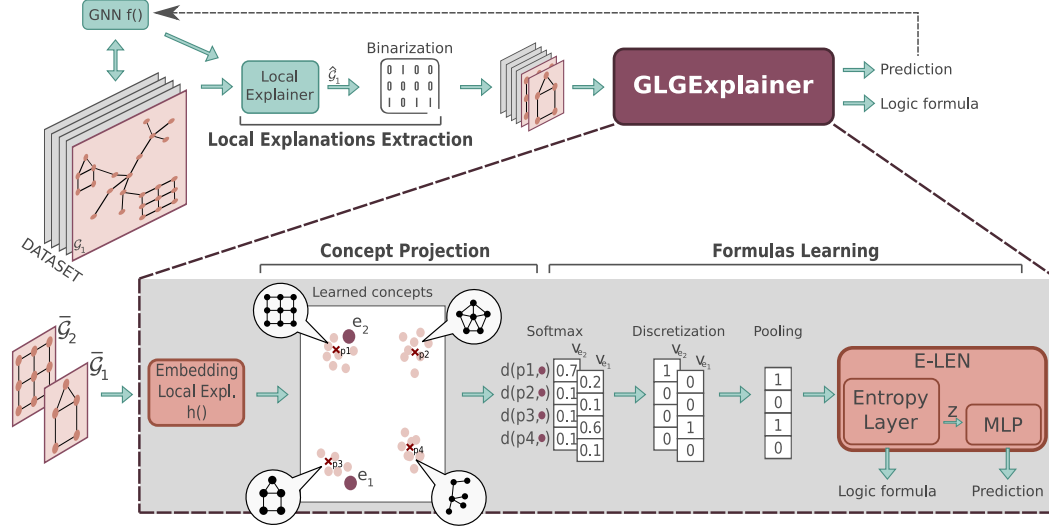 GNN f()
Local
Explainer
Ĝ₁
Binarization
0 1 0 0
1 0 0 0
0 0 1 1
Local Explanations Extraction
GLGExplainer
Prediction
Logic formula
G₁
DATASET
Concept Projection
Formulas Learning
Ḡ₂
Ḡ₁
Embedding
Local Expl.
h()
Learned concepts
e₂
p1
p2
p3
p4
e₁
Softmax
Vₑ₂
Vₑ₁
d(p1,●) 0.7 0.2
d(p2,●) 0.1 0.1
d(p3,●) 0.1 0.6
d(p4,●) 0.1 0.1
Discretization
Vₑ₂
Vₑ₁
1 0
0 0
0 1
0 0
Pooling
1
0
1
0
E-LEN
Entropy
Layer
z
MLP
Logic formula
Prediction